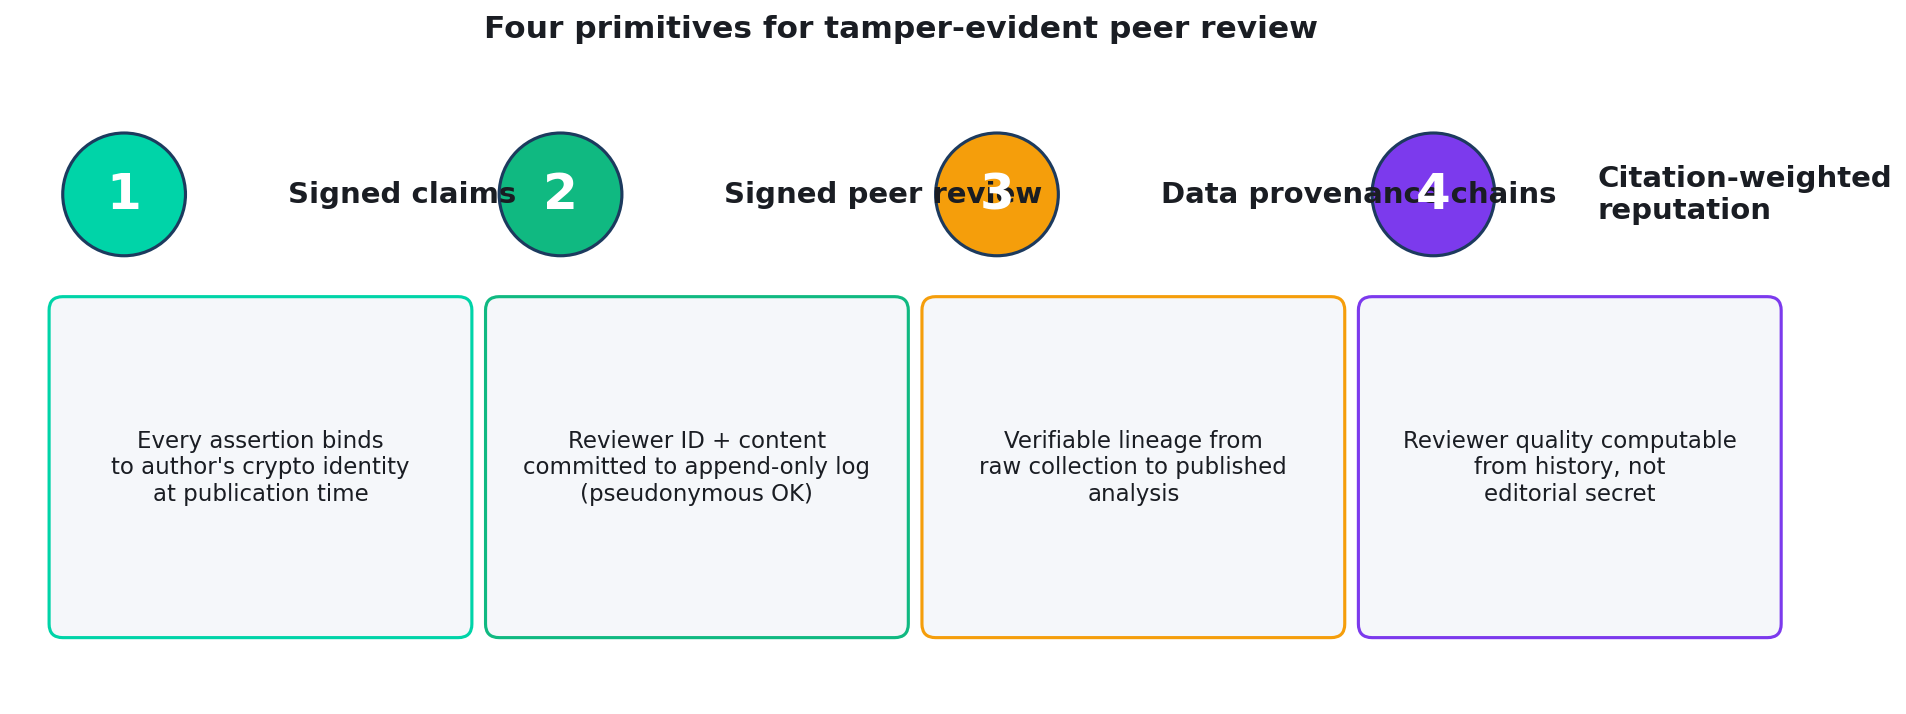 Four primitives for tamper-evident peer review
1
Signed claims
2
Signed peer review
3
Data provenance chains
4
Citation-weighted
reputation
Every assertion binds
to author's crypto identity
at publication time
Reviewer ID + content
committed to append-only log
(pseudonymous OK)
Verifiable lineage from
raw collection to published
analysis
Reviewer quality computable
from history, not
editorial secret